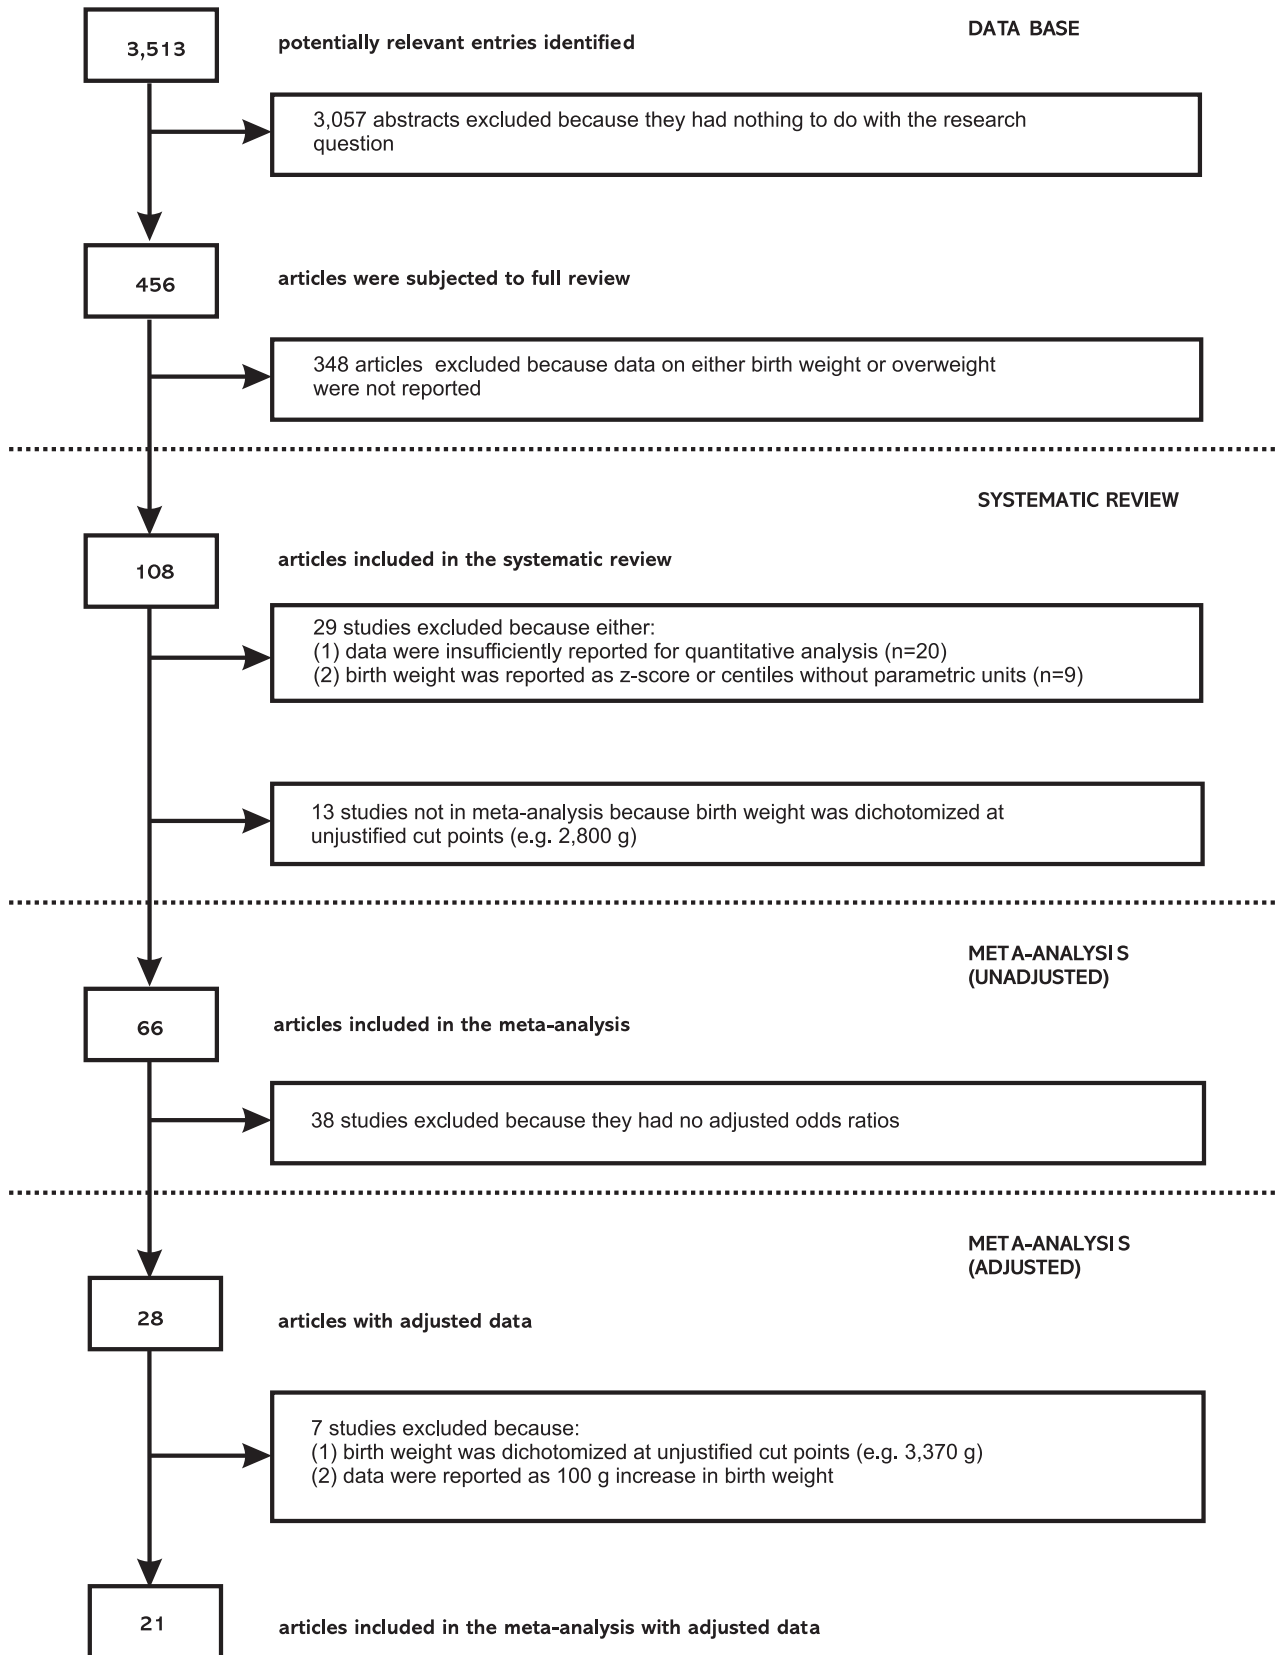 DATA BASE
3,513
potentially relevant entries identified
3,057 abstracts excluded because they had nothing to do with the research
question
456
articles were subjected to full review
348 articles excluded because data on either birth weight or overweight
were not reported
SYSTEMATIC REVIEW
108
articles included in the systematic review
29 studies excluded because either:
(1) data were insufficiently reported for quantitative analysis (n=20)
(2) birth weight was reported as z-score or centiles without parametric units (n=9)
13 studies not in meta-analysis because birth weight was dichotomized at
unjustified cut points (e.g. 2,800 g)
META-ANALYSIS
(UNADJUSTED)
66
articles included in the meta-analysis
38 studies excluded because they had no adjusted odds ratios
META-ANALYSIS
(ADJUSTED)
28
articles with adjusted data
7 studies excluded because:
(1) birth weight was dichotomized at unjustified cut points (e.g. 3,370 g)
(2) data were reported as 100 g increase in birth weight
21
articles included in the meta-analysis with adjusted data